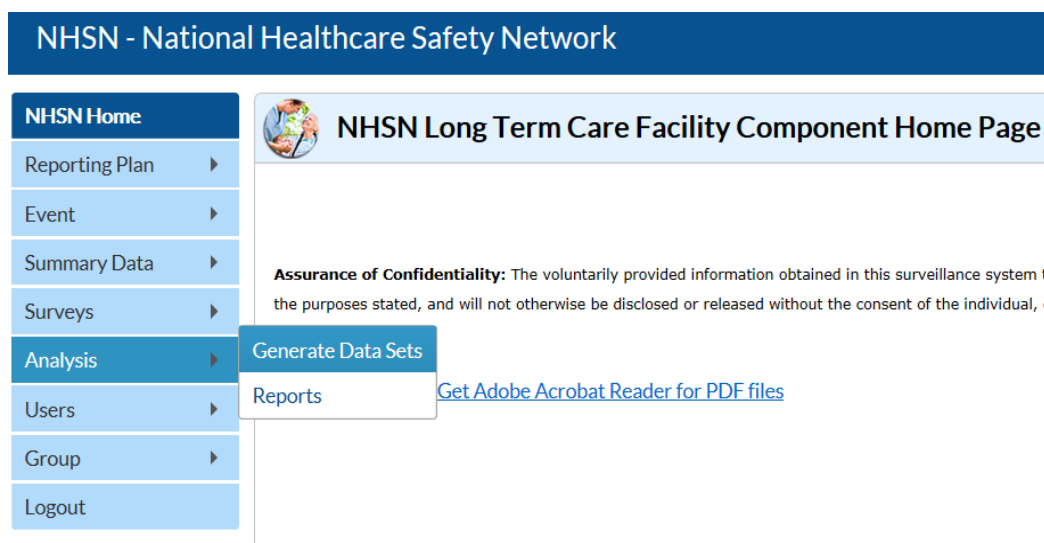 NHSN - National Healthcare Safety Network
NHSN Home
Reporting Plan
Event
Summary Data
Surveys
Analysis
Users
Group
Logout
Generate Data Sets
Reports
NHSN Long Term Care Facility Component Home Page
Assurance of Confidentiality: The voluntarily provided information obtained in this surveillance system
the purposes stated, and will not otherwise be disclosed or released without the consent of the individual,
Get Adobe Acrobat Reader for PDF files